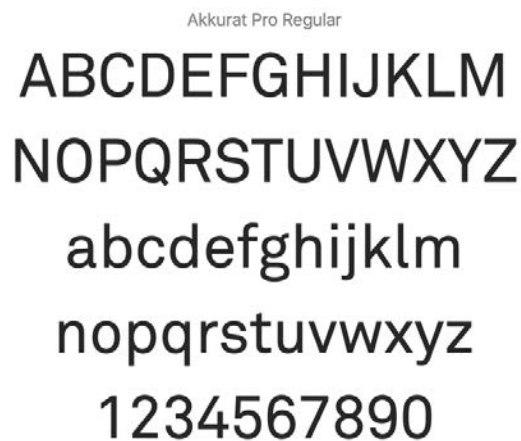 Akkurat Pro Regular
ABCDEFGHIJKLM
NOPQRSTUVWXYZ
abcdefghijklm
nopqrstuvwxyz
1234567890